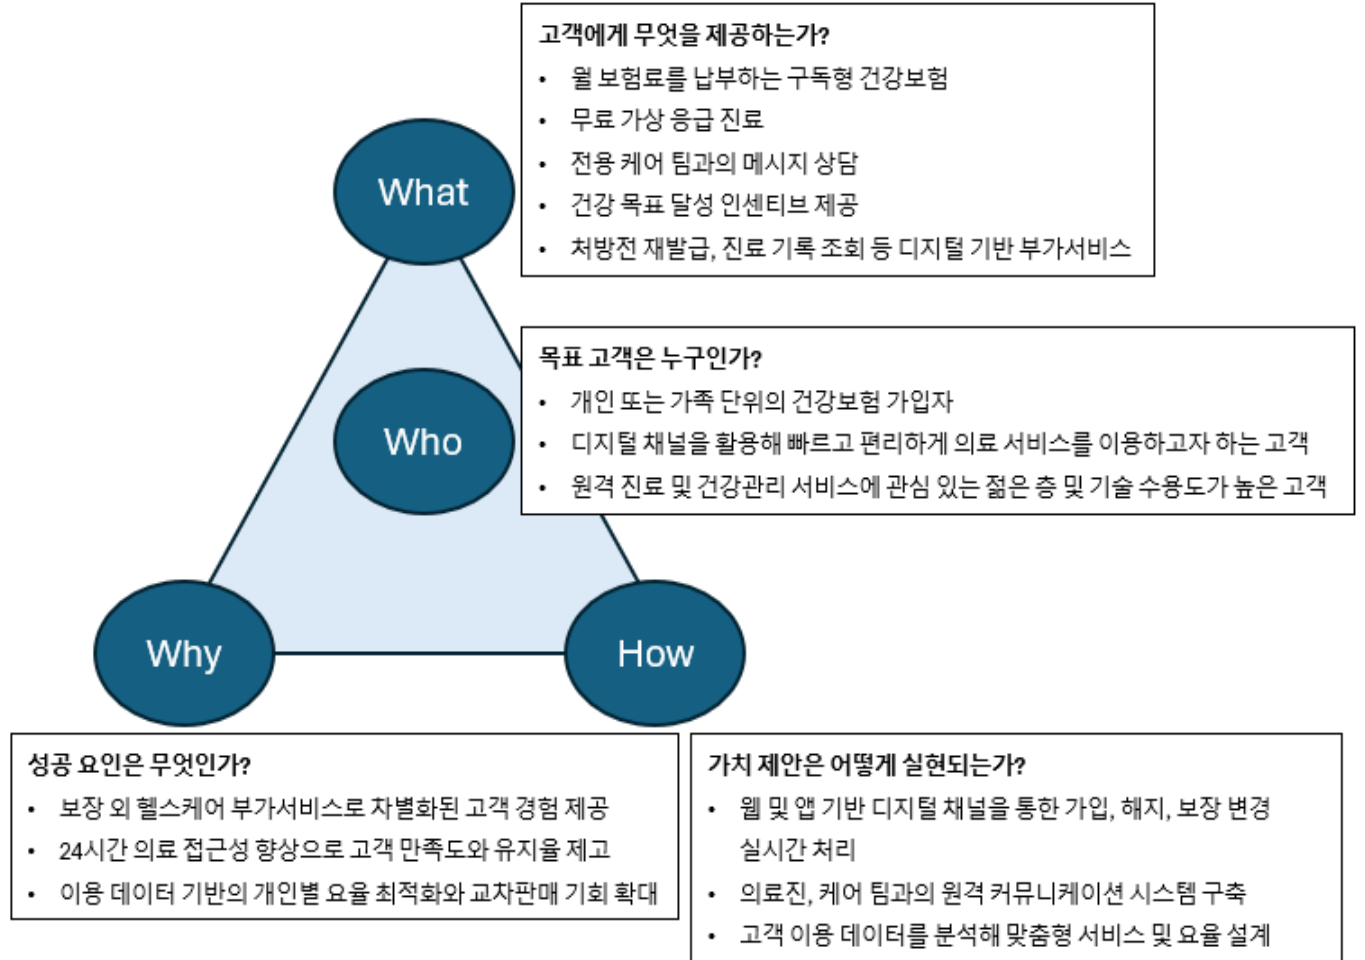 고객에게 무엇을 제공하는가?
• 월 보험료를 납부하는 구독형 건강보험
• 무료 가상 응급 진료
• 전용 케어 팀과의 메시지 상담
• 건강 목표 달성 인센티브 제공
• 처방전 재발급, 진료 기록 조회 등 디지털 기반 부가서비스
What
목표 고객은 누구인가?
• 개인 또는 가족 단위의 건강보험 가입자
• 디지털 채널을 활용해 빠르고 편리하게 의료 서비스를 이용하고자 하는 고객
• 원격 진료 및 건강관리 서비스에 관심 있는 젊은 층 및 기술 수용도가 높은 고객
Who
Why
How
성공 요인은 무엇인가?
• 보장 외 헬스케어 부가서비스로 차별화된 고객 경험 제공
• 24시간 의료 접근성 향상으로 고객 만족도와 유지율 제고
• 이용 데이터 기반의 개인별 요율 최적화와 교차판매 기회 확대
가치 제안은 어떻게 실현되는가?
• 웹 및 앱 기반 디지털 채널을 통한 가입, 해지, 보장 변경
실시간 처리
• 의료진, 케어 팀과의 원격 커뮤니케이션 시스템 구축
• 고객 이용 데이터를 분석해 맞춤형 서비스 및 요율 설계